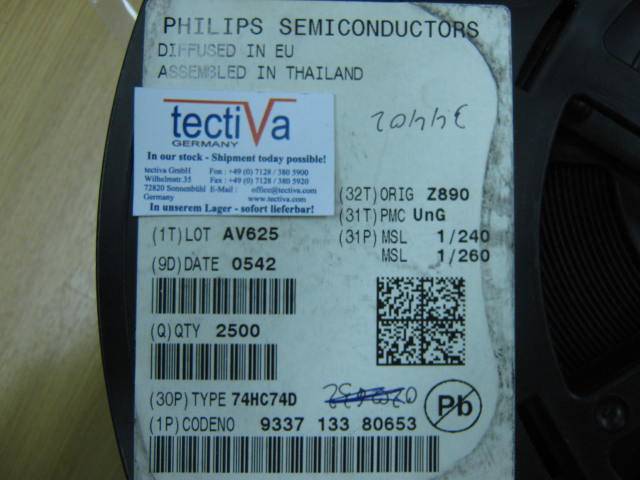 PHILIPS SEMICONDUCTORS
DIFFUSED IN EU
ASSEMBLED IN THAILAND
tectiVa
GERMANY
In our stock - Shipment today possible!
tectiva GmbH Fon : +49 (0) 7128 / 380 5900
Wilhelmstr.35 Fax : +49 (0) 7128 / 380 5920
72820 Sonnenbühl E-Mail : office@tectiva.com
Germany www.tectiva.com
In unserem Lager - sofort lieferbar!
34402
(32T) ORIG Z890
(31T) PMC UnG
(1T) LOT AV625
(31P) MSL 1/240
MSL 1/260
(9D) DATE 0542
(Q) QTY 2500
(30P) TYPE 74HC74D
Pb
(1P) CODENO 9337 133 80653